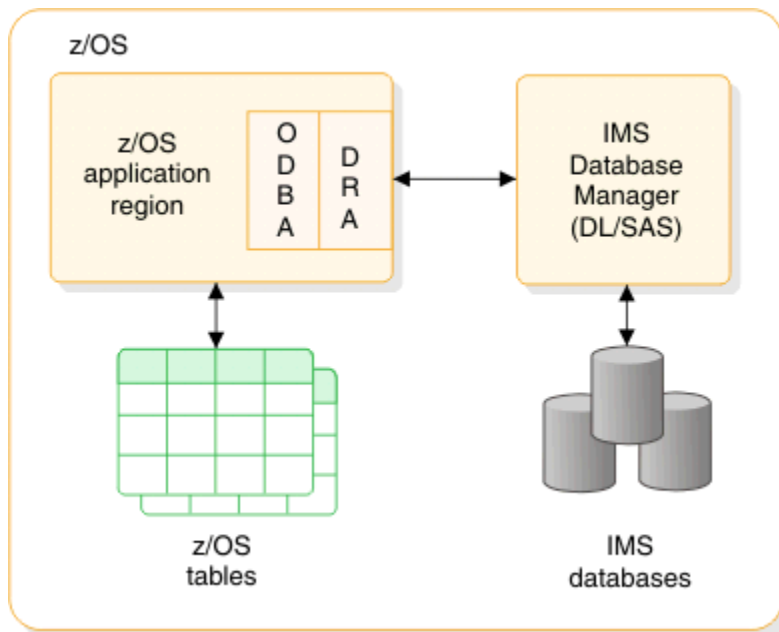 z/OS
z/OS
application
region
O
D
B
A
D
R
A
IMS
Database
Manager
(DL/SAS)
z/OS
tables
IMS
databases